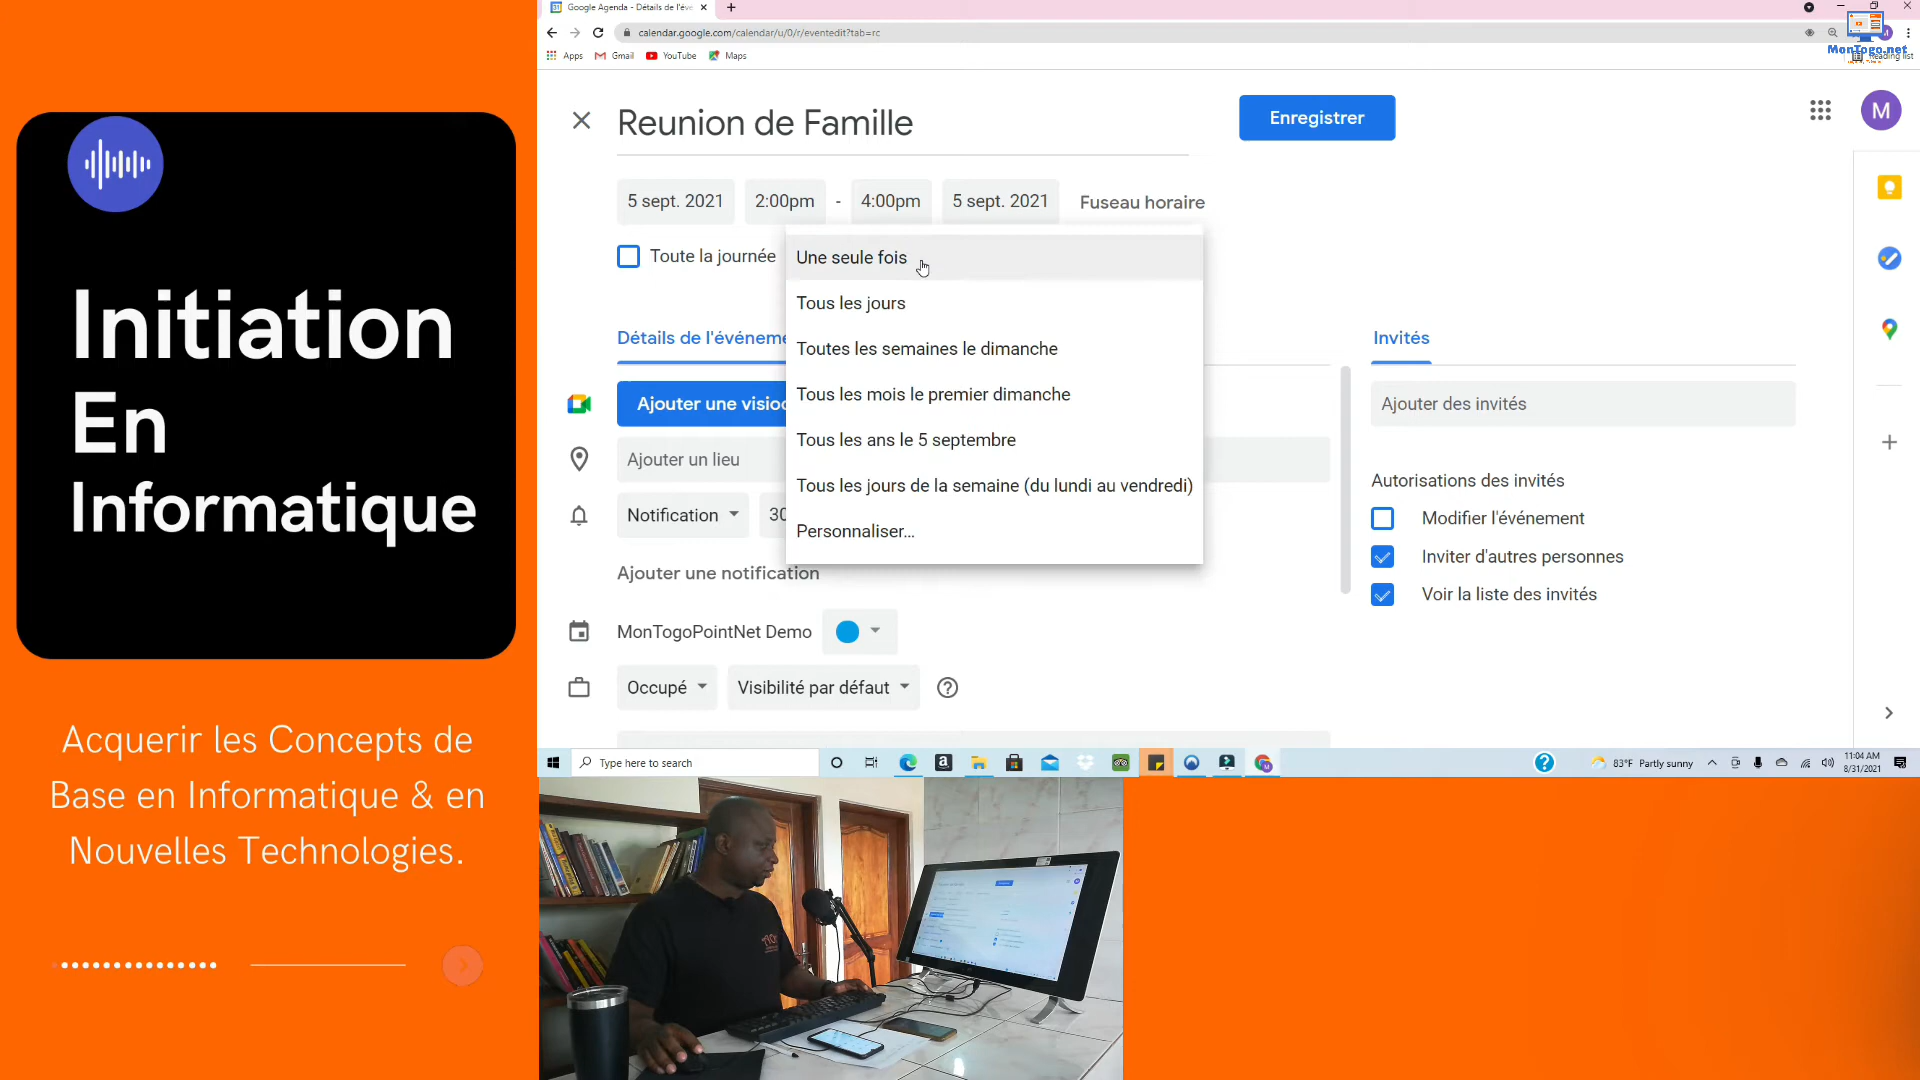 Initiation
En
Informatique
Acquerir les Concepts de
Base en Informatique & en
Nouvelles Technologies.
Google Agenda - Détails de l'éve
calendar.google.com/calendar/u/0/r/eventedit?tab=rc
Apps Gmail YouTube Maps
Reading list
MonTogo.net
Reunion de Famille
Enregistrer
M
5 sept. 2021 2:00pm - 4:00pm 5 sept. 2021 Fuseau horaire
Toute la journée
Une seule fois
Tous les jours
Toutes les semaines le dimanche
Tous les mois le premier dimanche
Tous les ans le 5 septembre
Tous les jours de la semaine (du lundi au vendredi)
Personnaliser...
Détails de l'événeme
Ajouter une visioc
Ajouter un lieu
Notification 30
Ajouter une notification
MonTogoPointNet Demo
Occupé Visibilité par défaut
Invités
Ajouter des invités
Autorisations des invités
Modifier l'événement
Inviter d'autres personnes
Voir la liste des invités
Type here to search
83°F Partly sunny
11:04 AM
8/31/2021